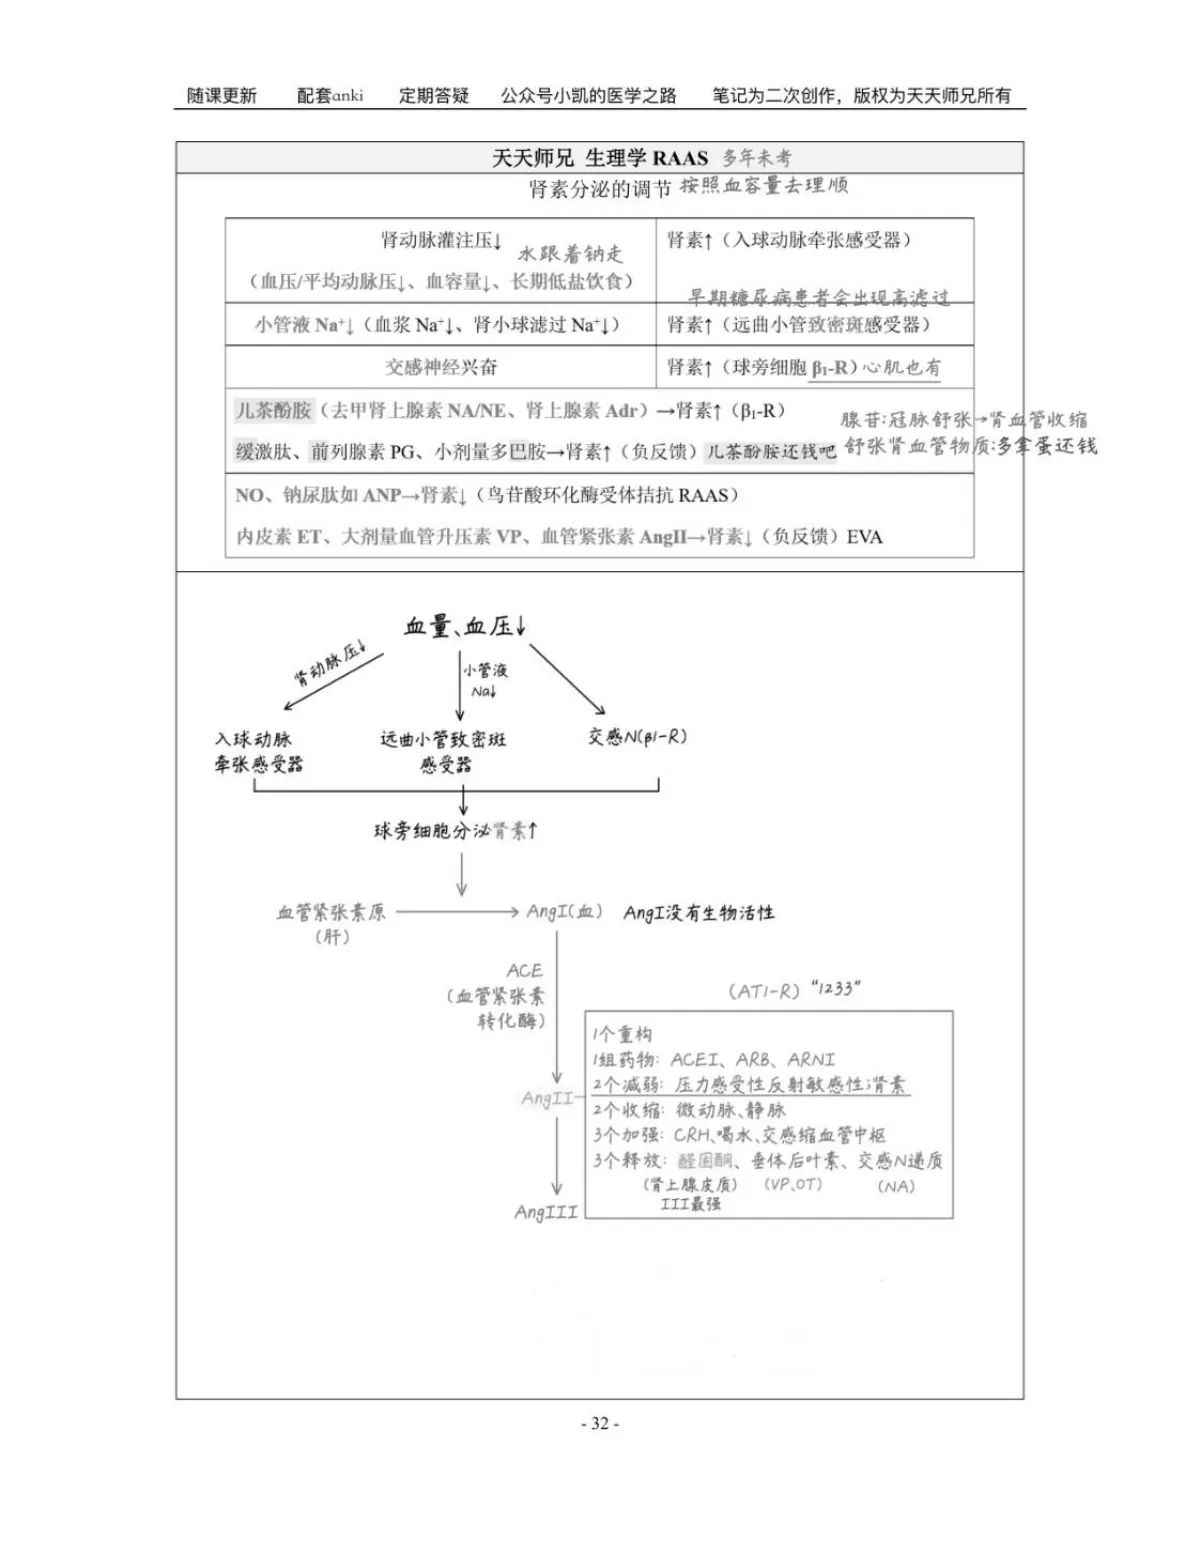 随课更新 配套anki 定期答疑 公众号小凯的医学之路 笔记为二次创作，版权为天天师兄所有
天天师兄 生理学 RAAS 多年未考
肾素分泌的调节 按照血容量去理顺
肾动脉灌注压↓ 水跟着钠走
（血压/平均动脉压↓、血容量↓、长期低盐饮食）
肾素↑（入球动脉牵张感受器）
早期糖尿病患者会出现高滤过
小管液 Na⁺↓（血浆 Na⁺↓、肾小球滤过 Na⁺↓） 肾素↑（远曲小管致密斑感受器）
交感神经兴奋 肾素↑（球旁细胞 β₁-R）心肌也有
儿茶酚胺（去甲肾上腺素 NA/NE、肾上腺素 Adr）→肾素↑（β₁-R）
腺苷:冠脉舒张→肾血管收缩
缓激肽、前列腺素 PG、小剂量多巴胺→肾素↑（负反馈）儿茶酚胺还钱吧
舒张肾血管物质:多拿蛋还钱
NO、钠尿肽如 ANP→肾素↓（鸟苷酸环化酶受体拮抗 RAAS）
内皮素 ET、大剂量血管升压素 VP、血管紧张素 AngII→肾素↓（负反馈）EVA
血量、血压↓
肾动脉压↓
小管液
Na↓
入球动脉
牵张感受器
远曲小管致密斑
感受器
交感N(β1-R)
球旁细胞分泌肾素↑
血管紧张素原
(肝)
AngI(血) AngI没有生物活性
ACE
(血管紧张素
转化酶)
(AT1-R) “1233”
1个重构
1组药物: ACEI、ARB、ARNI
2个减弱: 压力感受性反射敏感性;肾素
AngII
2个收缩: 微动脉、静脉
3个加强: CRH、喝水、交感缩血管中枢
3个释放: 醛固酮、垂体后叶素、交感N递质
(肾上腺皮质) (VP、OT) (NA)
III最强
AngIII
- 32 -